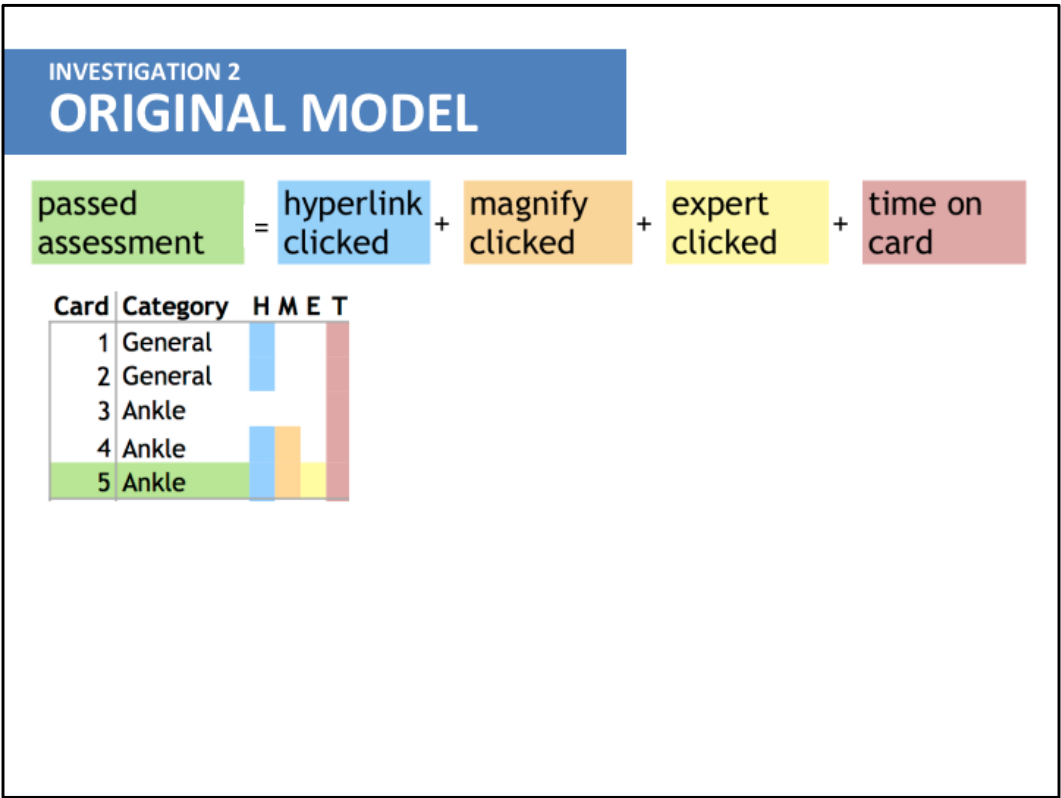 INVESTIGATION 2
ORIGINAL MODEL
passed assessment = hyperlink clicked + magnify clicked + expert clicked + time on card
Card Category H M E T
1 General
2 General
3 Ankle
4 Ankle
5 Ankle